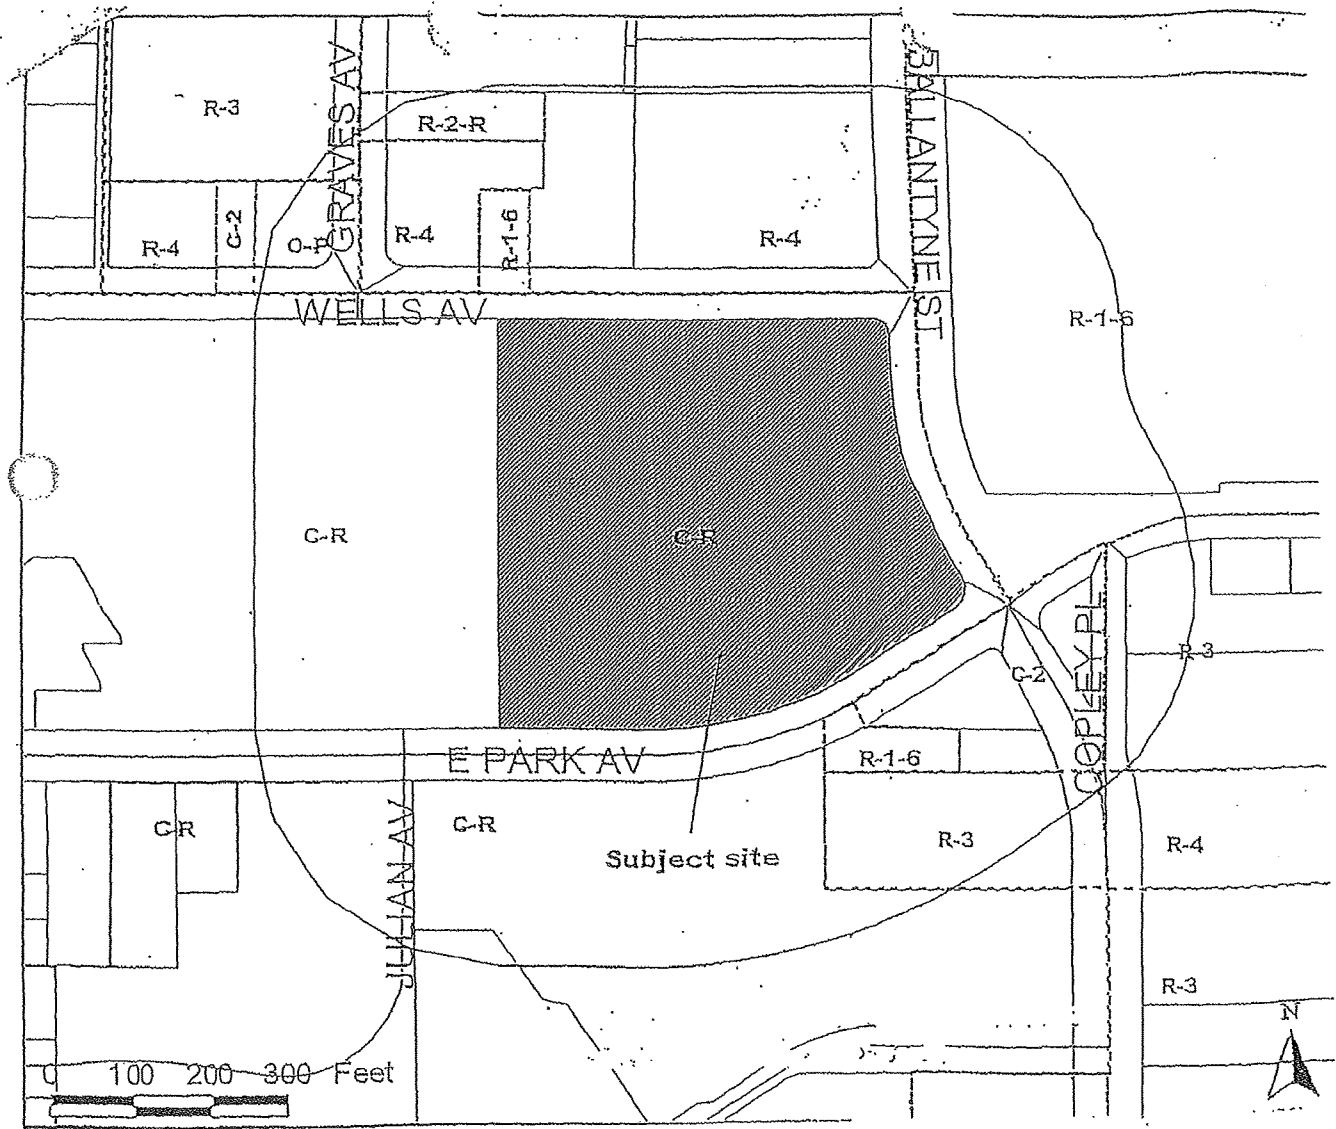 R-3
GRAVES AV
R-2-R
BALLANTYNE ST
R-4
C-2
O-P
R-4
R-1-6
R-4
WELLS AV
R-1-6
C-R
C-R
COPLEY PL
R-3
C-2
E PARK AV
R-1-6
C-R
JULIAN AV
C-R
Subject site
R-3
R-4
R-3
N
0 100 200 300 Feet